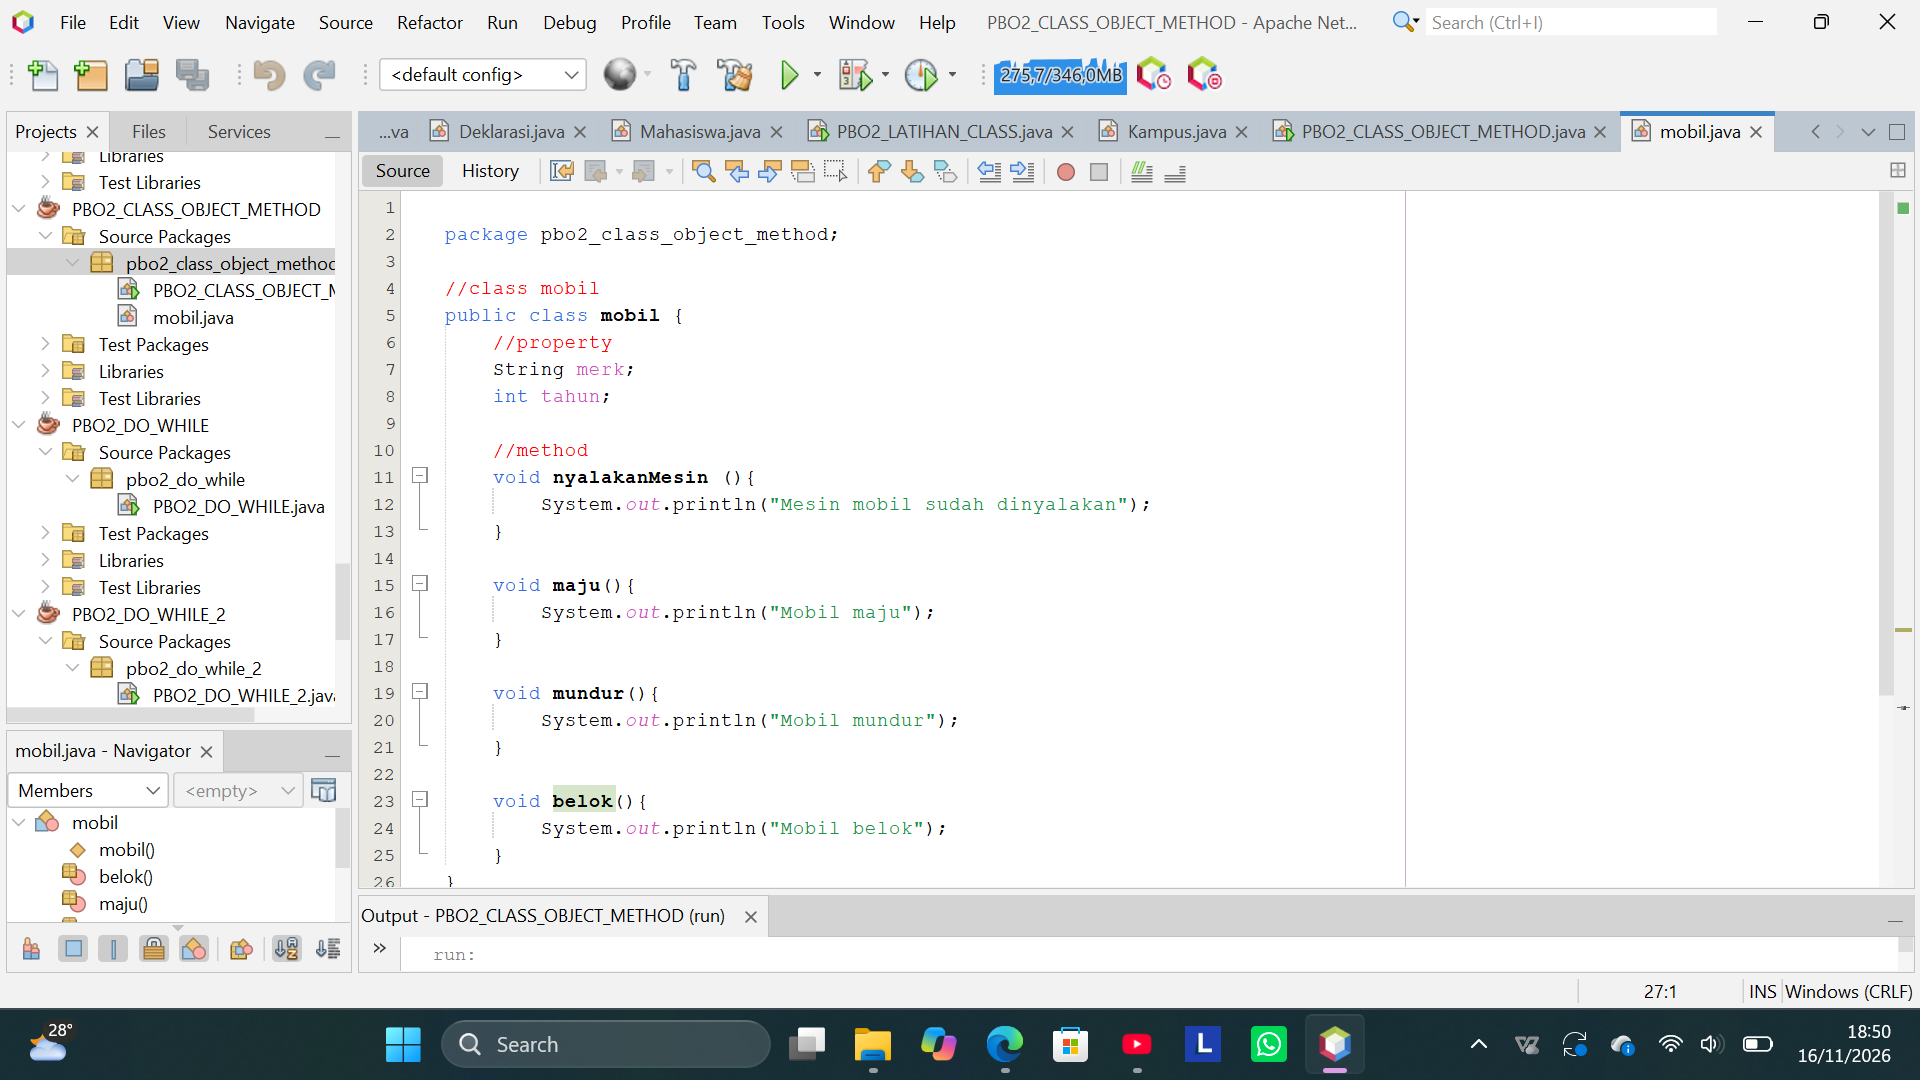 File Edit View Navigate Source Refactor Run Debug Profile Team Tools Window Help PBO2_CLASS_OBJECT_METHOD - Apache Net... Search (Ctrl+I)
<default config> 275,7/346,0MB
Projects Files Services
Libraries
Test Libraries
PBO2_CLASS_OBJECT_METHOD
Source Packages
pbo2_class_object_method
PBO2_CLASS_OBJECT_M
mobil.java
Test Packages
Libraries
Test Libraries
PBO2_DO_WHILE
Source Packages
pbo2_do_while
PBO2_DO_WHILE.java
Test Packages
Libraries
Test Libraries
PBO2_DO_WHILE_2
Source Packages
pbo2_do_while_2
PBO2_DO_WHILE_2.java
mobil.java - Navigator
Members <empty>
mobil
mobil()
belok()
maju()
...va Deklarasi.java Mahasiswa.java PBO2_LATIHAN_CLASS.java Kampus.java PBO2_CLASS_OBJECT_METHOD.java mobil.java
Source History
1
2 package pbo2_class_object_method;
3
4 //class mobil
5 public class mobil {
6 //property
7 String merk;
8 int tahun;
9
10 //method
11 void nyalakanMesin (){
12 System.out.println("Mesin mobil sudah dinyalakan");
13 }
14
15 void maju(){
16 System.out.println("Mobil maju");
17 }
18
19 void mundur(){
20 System.out.println("Mobil mundur");
21 }
22
23 void belok(){
24 System.out.println("Mobil belok");
25 }
26 }
Output - PBO2_CLASS_OBJECT_METHOD (run)
run:
27:1 INS Windows (CRLF)
28° Search L 18:50
16/11/2026